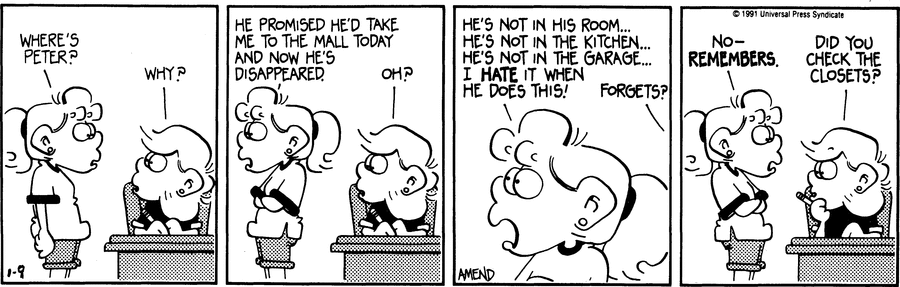 WHERE'S
PETER?
WHY?
1-9
HE PROMISED HE'D TAKE
ME TO THE MALL TODAY
AND NOW HE'S
DISAPPEARED.
OH?
HE'S NOT IN HIS ROOM...
HE'S NOT IN THE KITCHEN...
HE'S NOT IN THE GARAGE...
I HATE IT WHEN
HE DOES THIS!
FORGETS?
AMEND
© 1991 Universal Press Syndicate
NO—
REMEMBERS.
DID YOU
CHECK THE
CLOSETS?